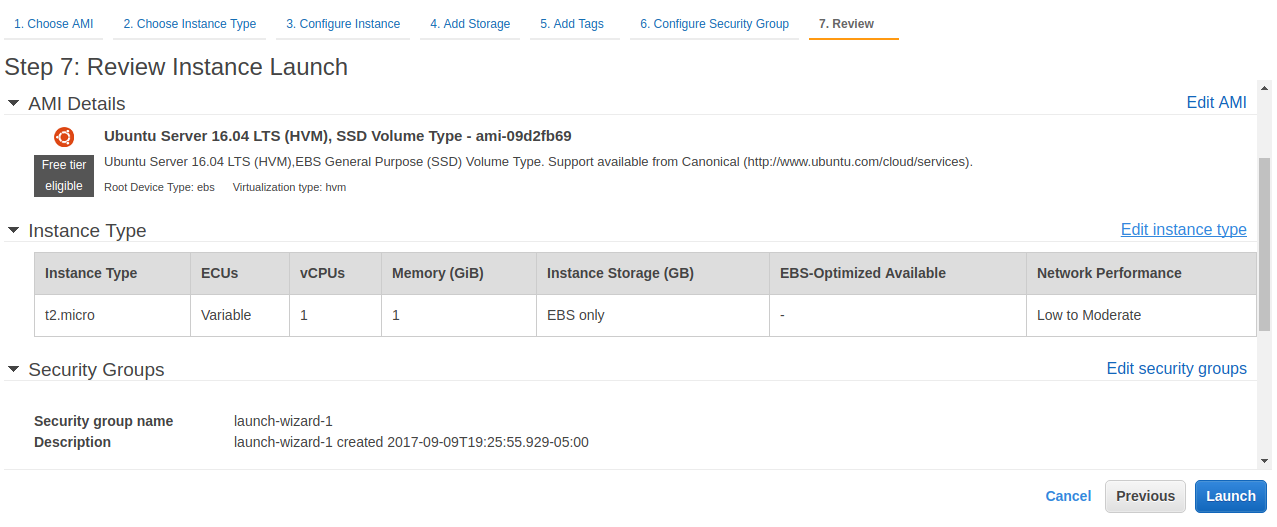 1. Choose AMI 2. Choose Instance Type 3. Configure Instance 4. Add Storage 5. Add Tags 6. Configure Security Group 7. Review
Step 7: Review Instance Launch
AMI Details Edit AMI
Ubuntu Server 16.04 LTS (HVM), SSD Volume Type - ami-09d2fb69
Free tier
eligible
Ubuntu Server 16.04 LTS (HVM),EBS General Purpose (SSD) Volume Type. Support available from Canonical (http://www.ubuntu.com/cloud/services).
Root Device Type: ebs Virtualization type: hvm
Instance Type Edit instance type
Instance Type ECUs vCPUs Memory (GiB) Instance Storage (GB) EBS-Optimized Available Network Performance
t2.micro Variable 1 1 EBS only - Low to Moderate
Security Groups Edit security groups
Security group name launch-wizard-1
Description launch-wizard-1 created 2017-09-09T19:25:55.929-05:00
Cancel Previous Launch